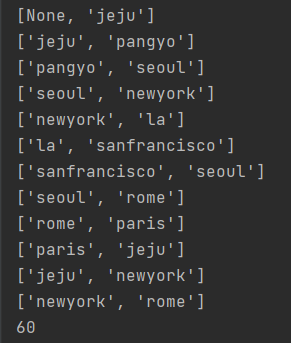 [None, 'jeju']
['jeju', 'pangyo']
['pangyo', 'seoul']
['seoul', 'newyork']
['newyork', 'la']
['la', 'sanfrancisco']
['sanfrancisco', 'seoul']
['seoul', 'rome']
['rome', 'paris']
['paris', 'jeju']
['jeju', 'newyork']
['newyork', 'rome']
60